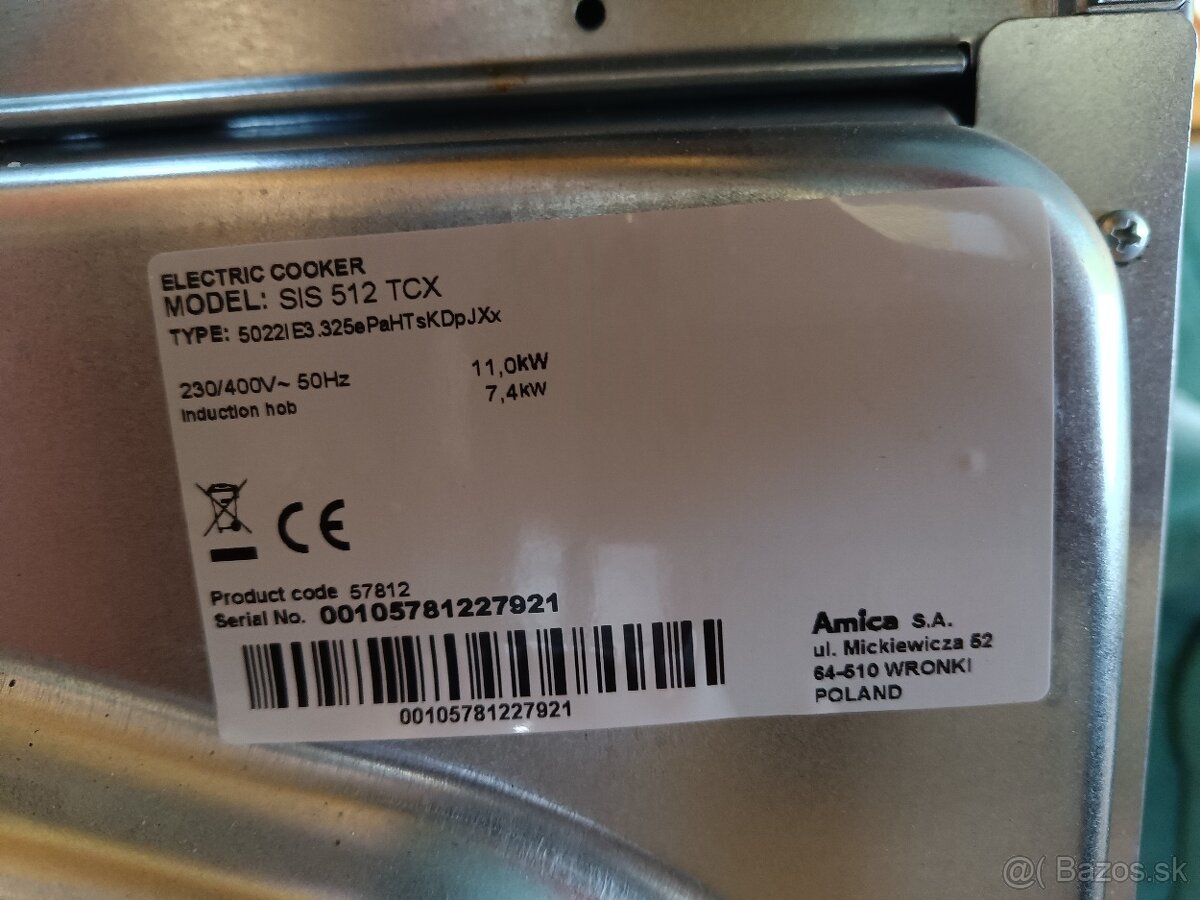 ELECTRIC COOKER
MODEL: SIS 512 TCX
TYPE: 5022IE3.325ePaHTsKDpJXx
230/400V~ 50Hz 11,0kW
Induction hob 7,4kW
CE
Product code 57812
Serial No. 00105781227921
00105781227921
Amica S.A.
ul. Mickiewicza 52
64-510 WRONKI
POLAND
@( Bazos.sk